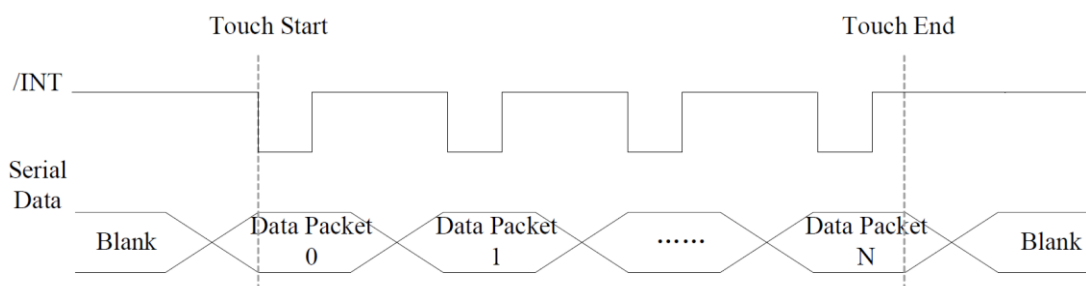 Touch Start
Touch End
/INT
Serial
Data
Blank
Data Packet
0
Data Packet
1
......
Data Packet
N
Blank